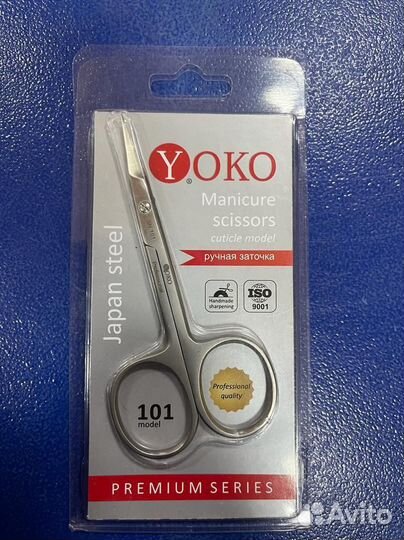 YOKO
®
Manicure
scissors
cuticle model
ручная заточка
Japan steel
Handmade
sharpening
ISO
9001
Professional
quality
101
model
PREMIUM SERIES
Avito